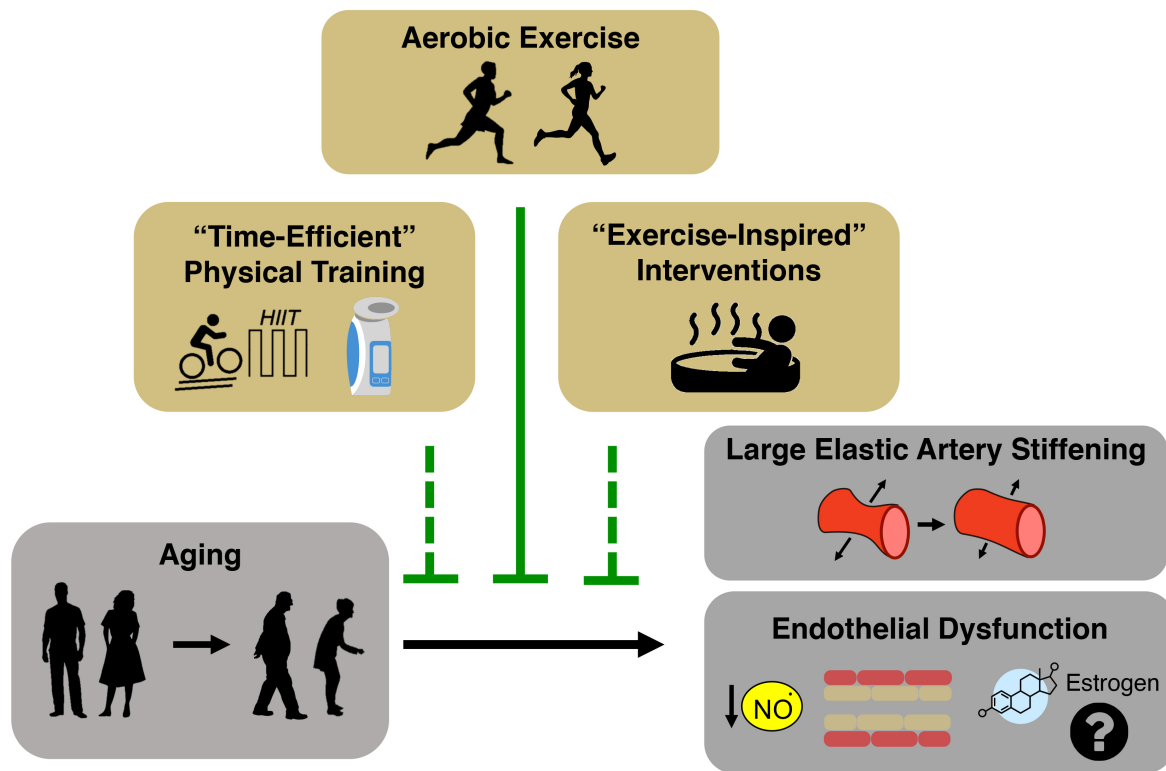 Aerobic Exercise
“Time-Efficient”
Physical Training
HIIT
“Exercise-Inspired”
Interventions
Large Elastic Artery Stiffening
Aging
Endothelial Dysfunction
NO•
Estrogen
?